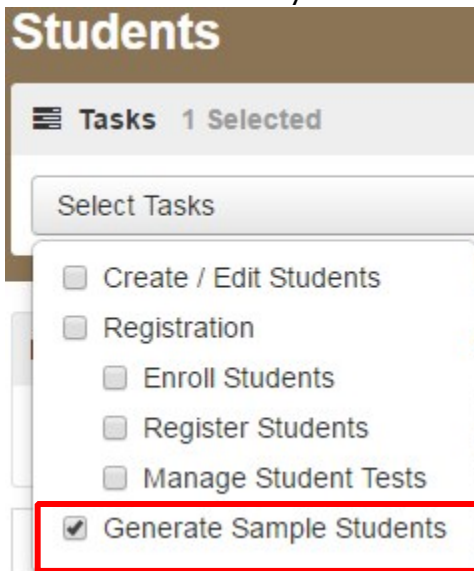 Students
Tasks 1 Selected
Select Tasks
Create / Edit Students
Registration
Enroll Students
Register Students
Manage Student Tests
Generate Sample Students